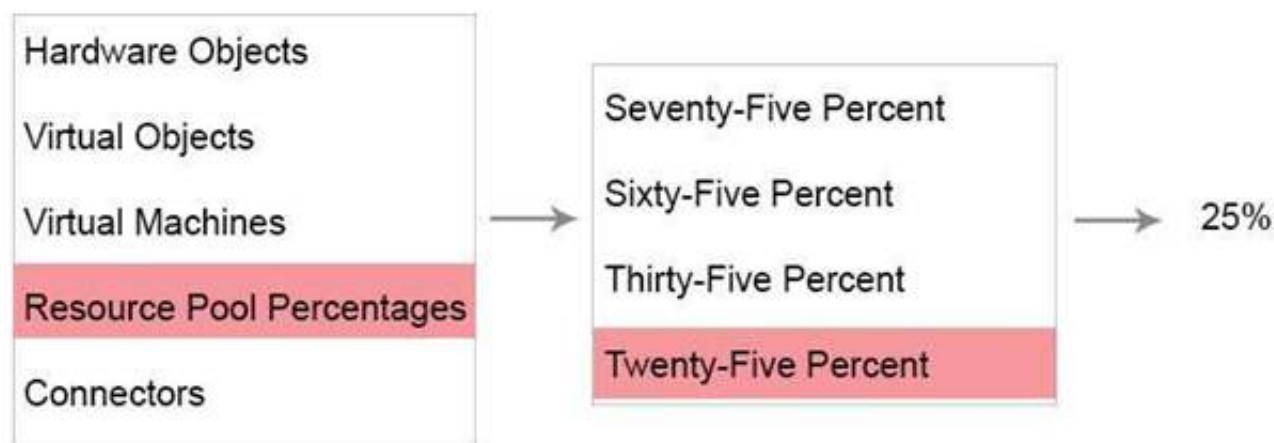 Hardware Objects
Virtual Objects
Virtual Machines
Resource Pool Percentages
Connectors
Seventy-Five Percent
Sixty-Five Percent
Thirty-Five Percent
Twenty-Five Percent
25%